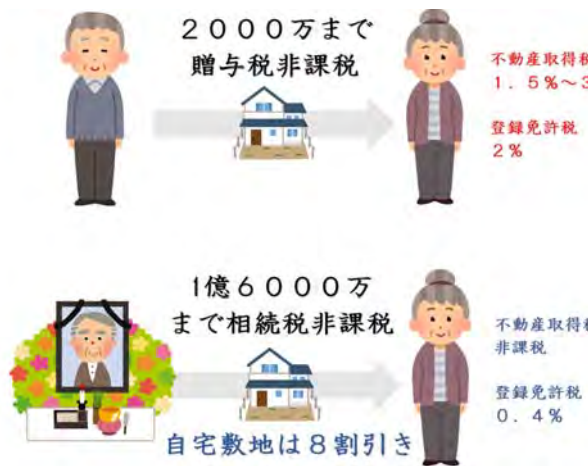 2000万まで
贈与税非課税
不動産取得税
1.5%~3
登録免許税
2%
1億6000万
まで相続税非課税
不動産取得税
非課税
登録免許税
0.4%
自宅敷地は8割引き